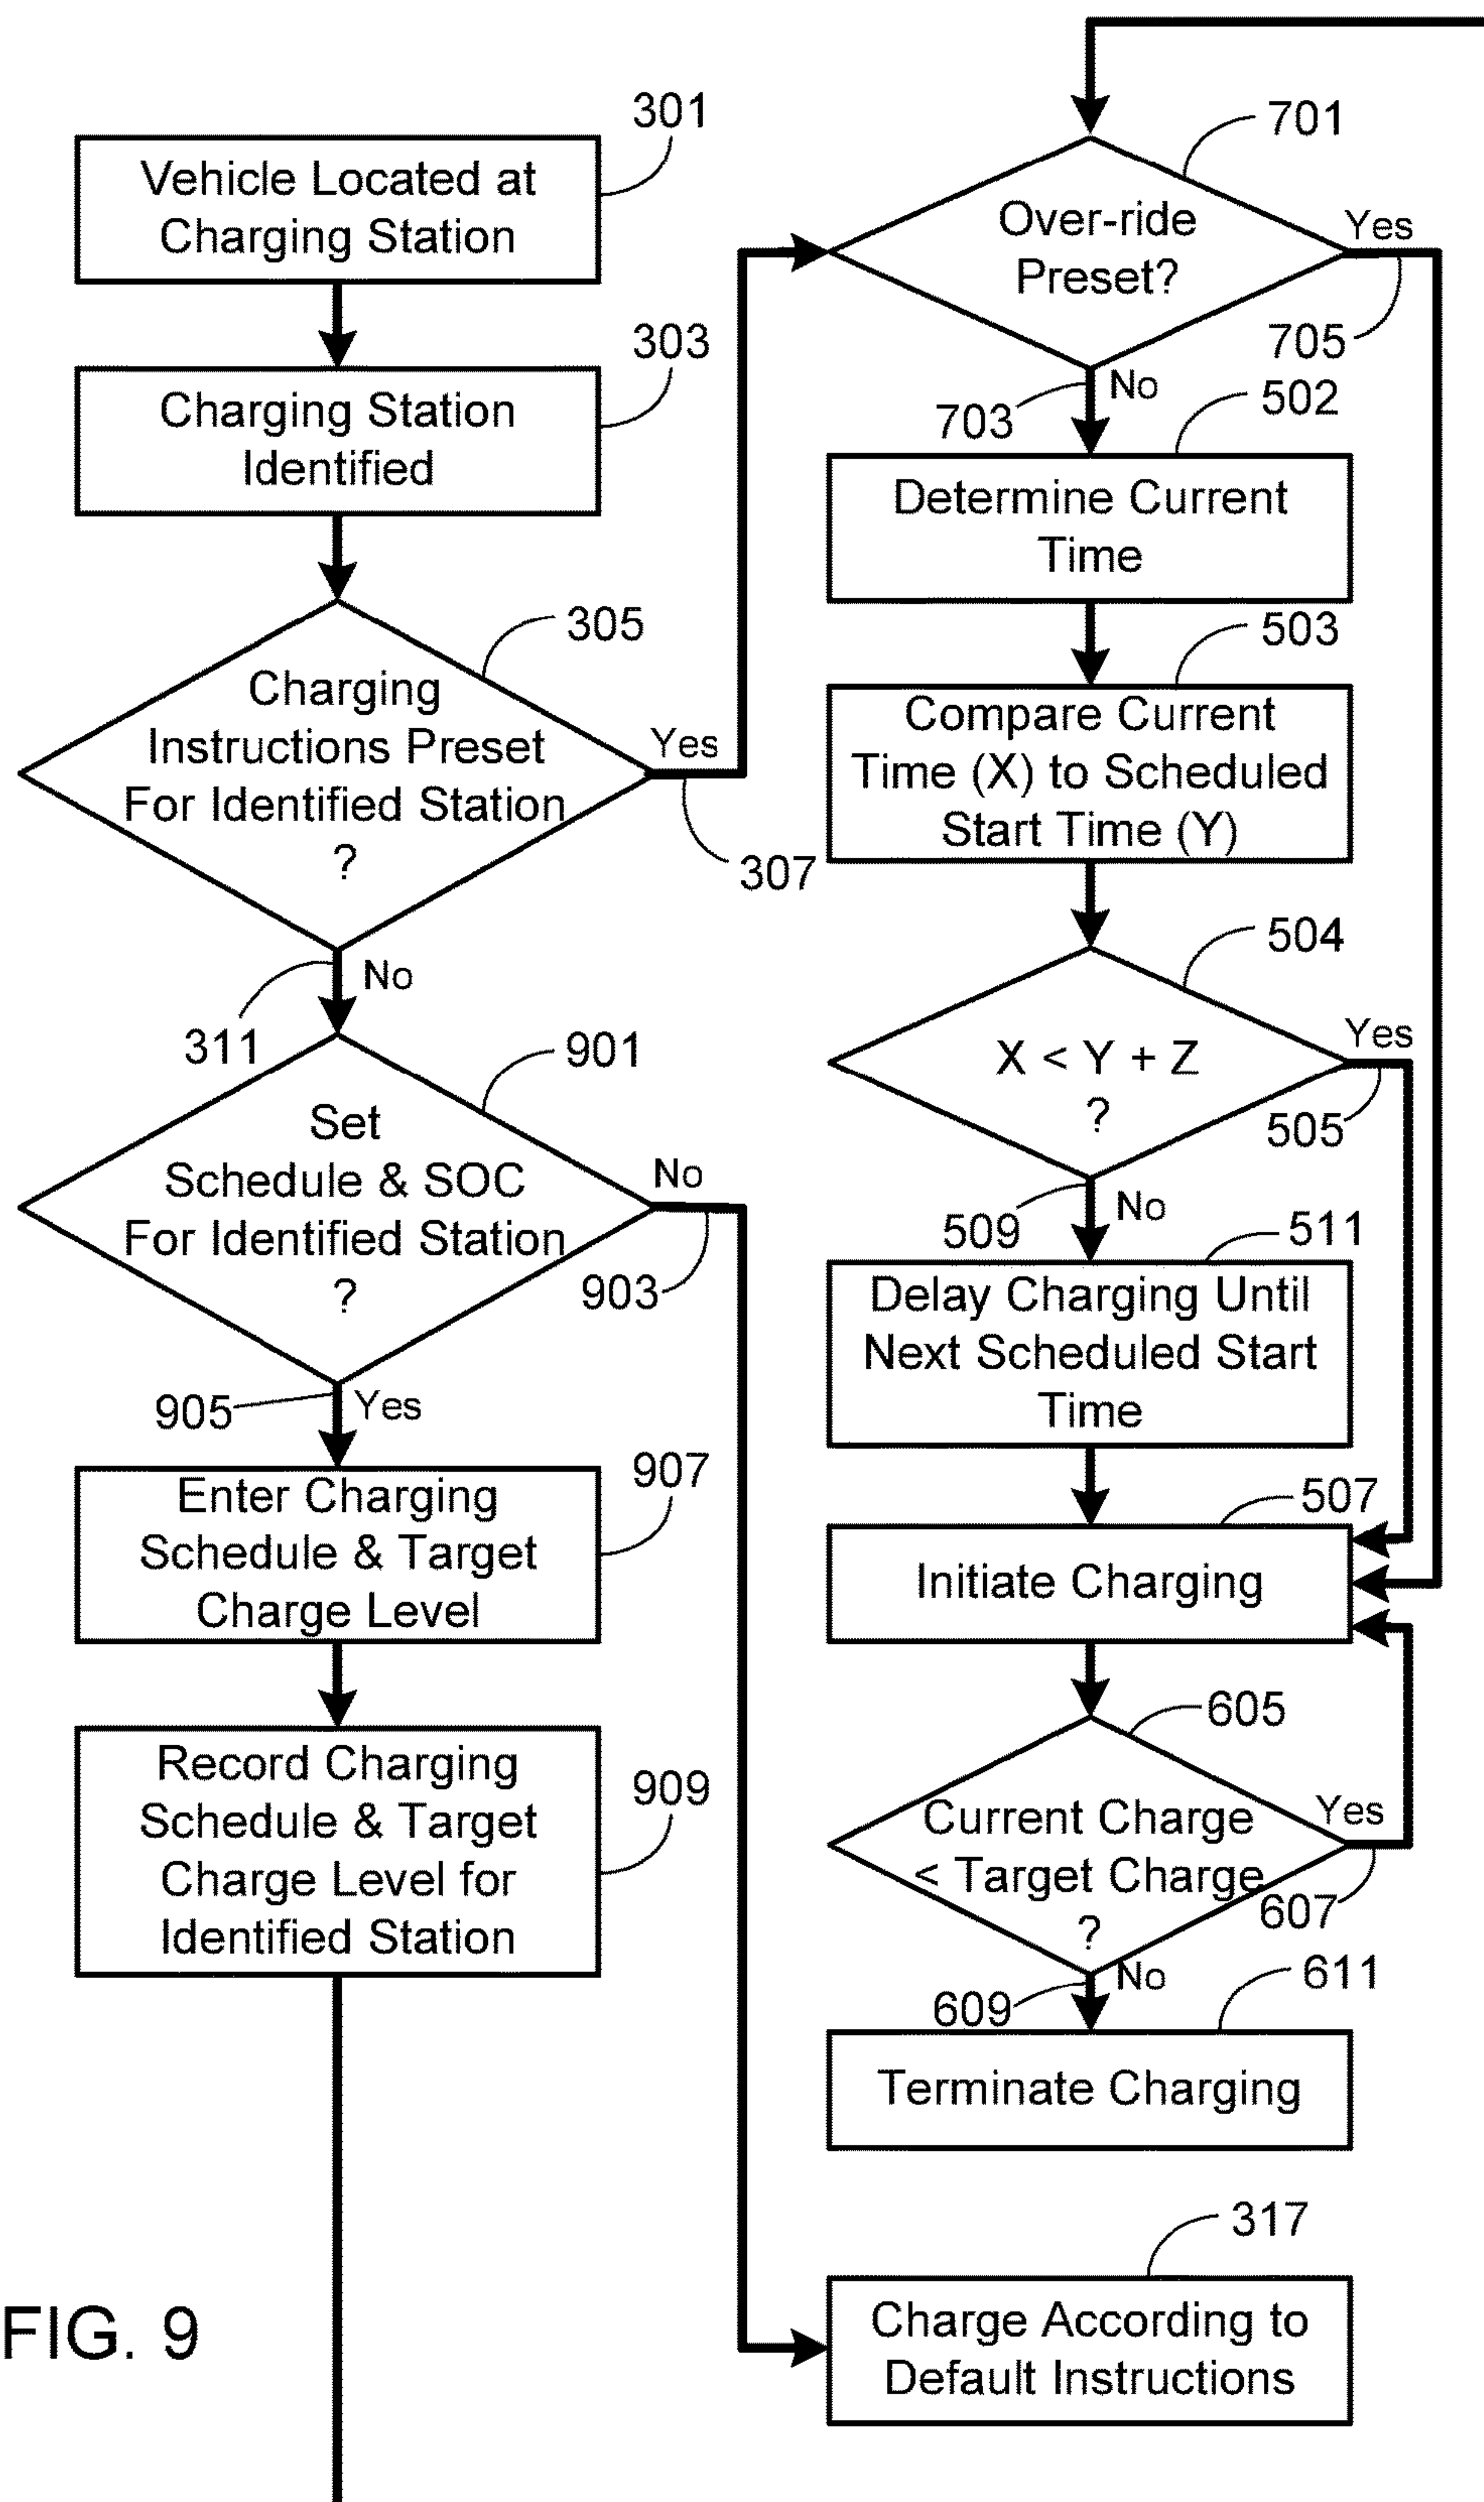 301
Vehicle Located at
Charging Station
303
Charging Station
Identified
305
Charging
Instructions Preset
For Identified Station
?
Yes
307
No
311
901
Set
Schedule & SOC
For Identified Station
?
No
903
905
Yes
907
Enter Charging
Schedule & Target
Charge Level
909
Record Charging
Schedule & Target
Charge Level for
Identified Station
701
Over-ride
Preset?
Yes
705
No
703
502
Determine Current
Time
503
Compare Current
Time (X) to Scheduled
Start Time (Y)
504
X < Y + Z
?
Yes
505
No
509
511
Delay Charging Until
Next Scheduled Start
Time
507
Initiate Charging
605
Current Charge
< Target Charge
?
Yes
607
No
609
611
Terminate Charging
317
Charge According to
Default Instructions
FIG. 9